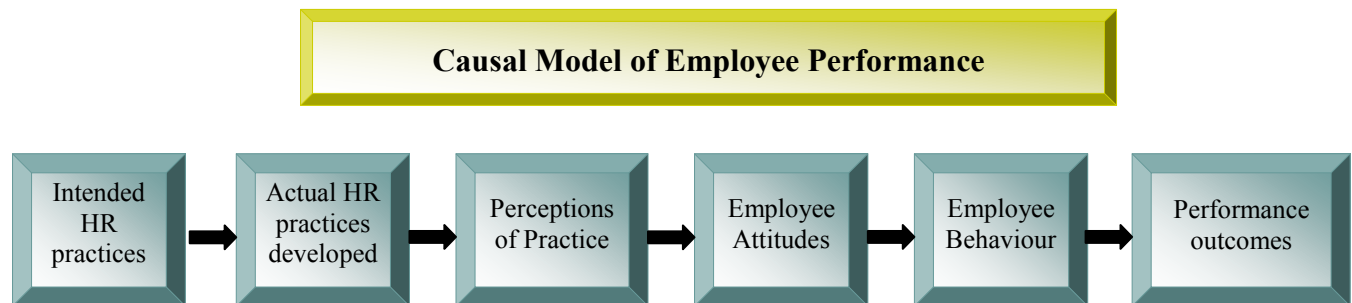 Causal Model of Employee Performance
Intended
HR
practices
Actual HR
practices
developed
Perceptions
of Practice
Employee
Attitudes
Employee
Behaviour
Performance
outcomes